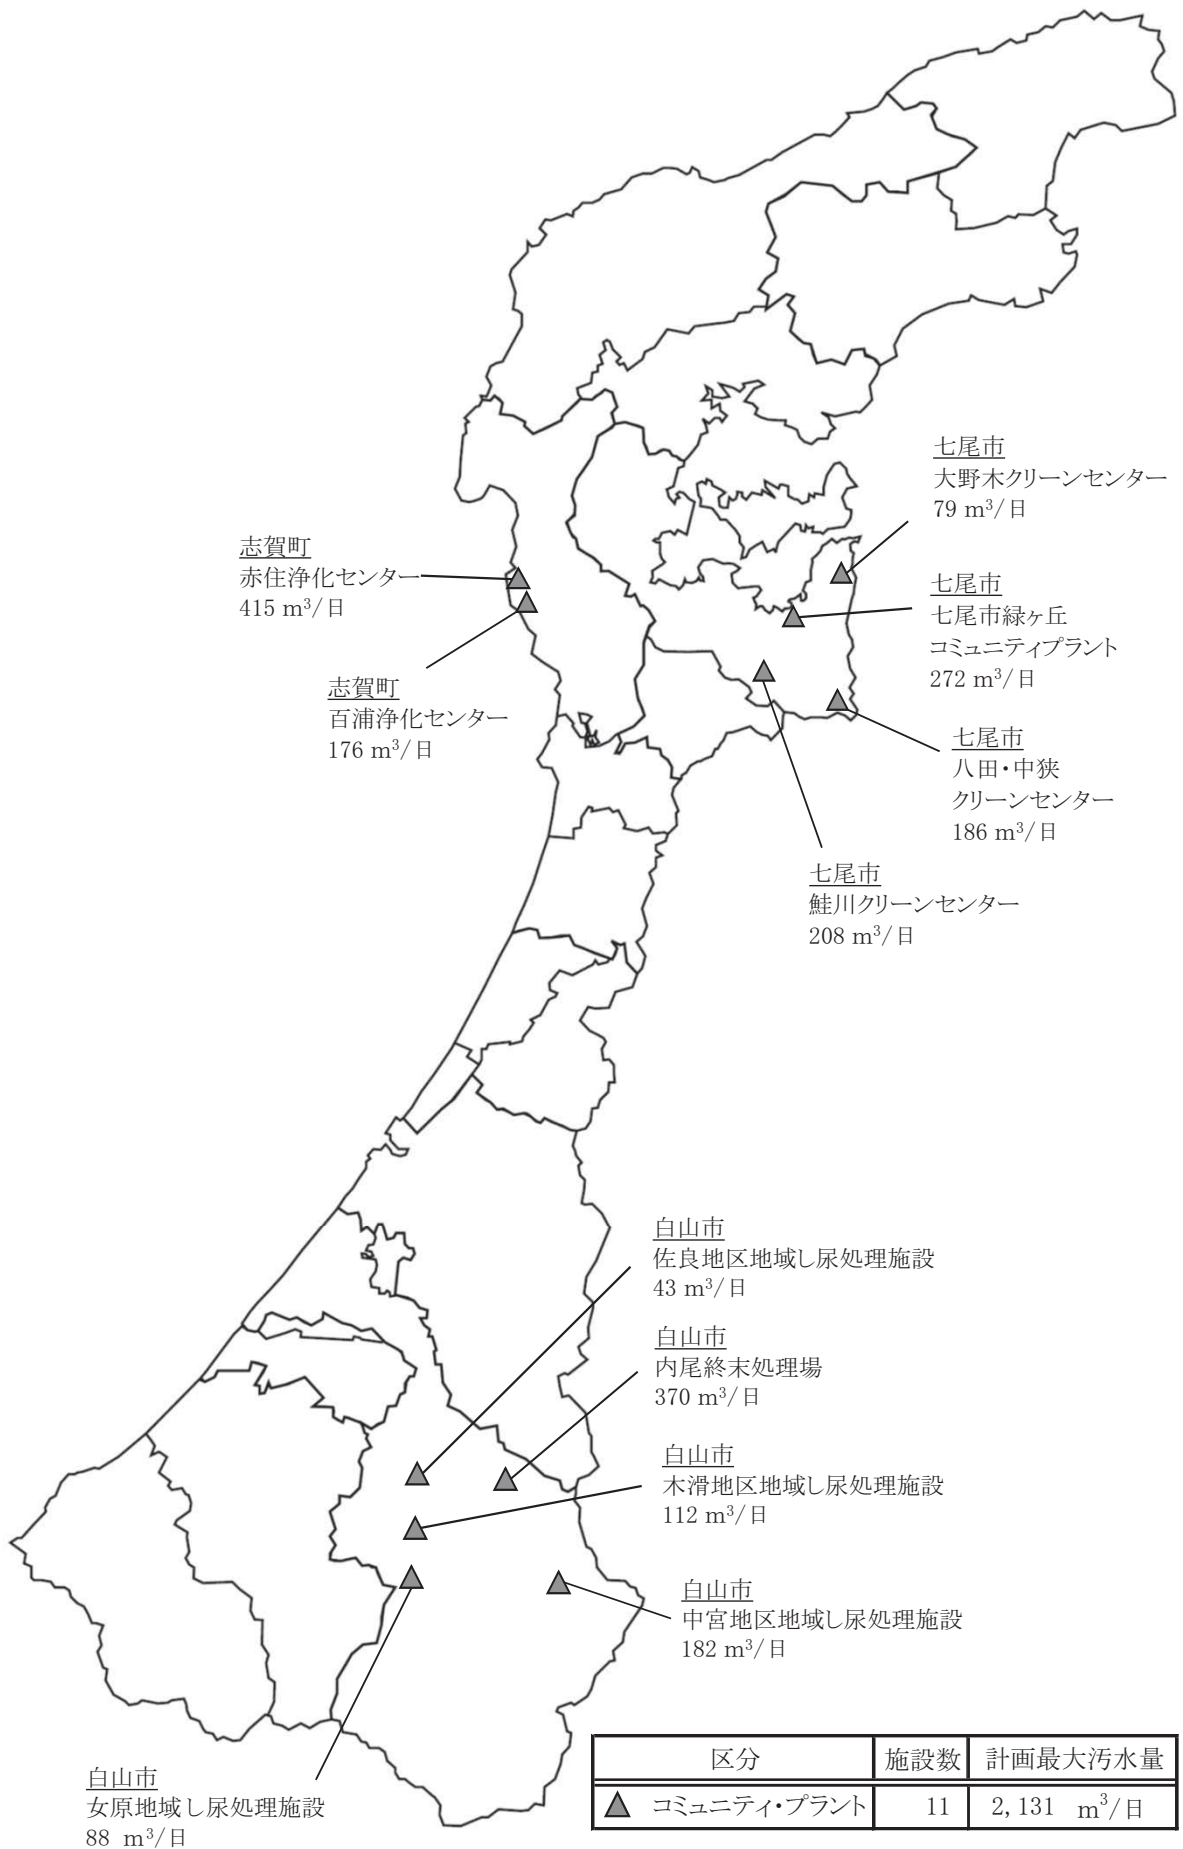 七尾市
大野木クリーンセンター
79 m³/日
志賀町
赤住浄化センター
415 m³/日
七尾市
七尾市緑ヶ丘
コミュニティプラント
272 m³/日
志賀町
百浦浄化センター
176 m³/日
七尾市
八田・中狭
クリーンセンター
186 m³/日
七尾市
鮭川クリーンセンター
208 m³/日
白山市
佐良地区地域し尿処理施設
43 m³/日
白山市
内尾終末処理場
370 m³/日
白山市
木滑地区地域し尿処理施設
112 m³/日
白山市
中宮地区地域し尿処理施設
182 m³/日
白山市
女原地域し尿処理施設
88 m³/日
区分 施設数 計画最大汚水量
コミュニティ・プラント 11 2,131 m³/日